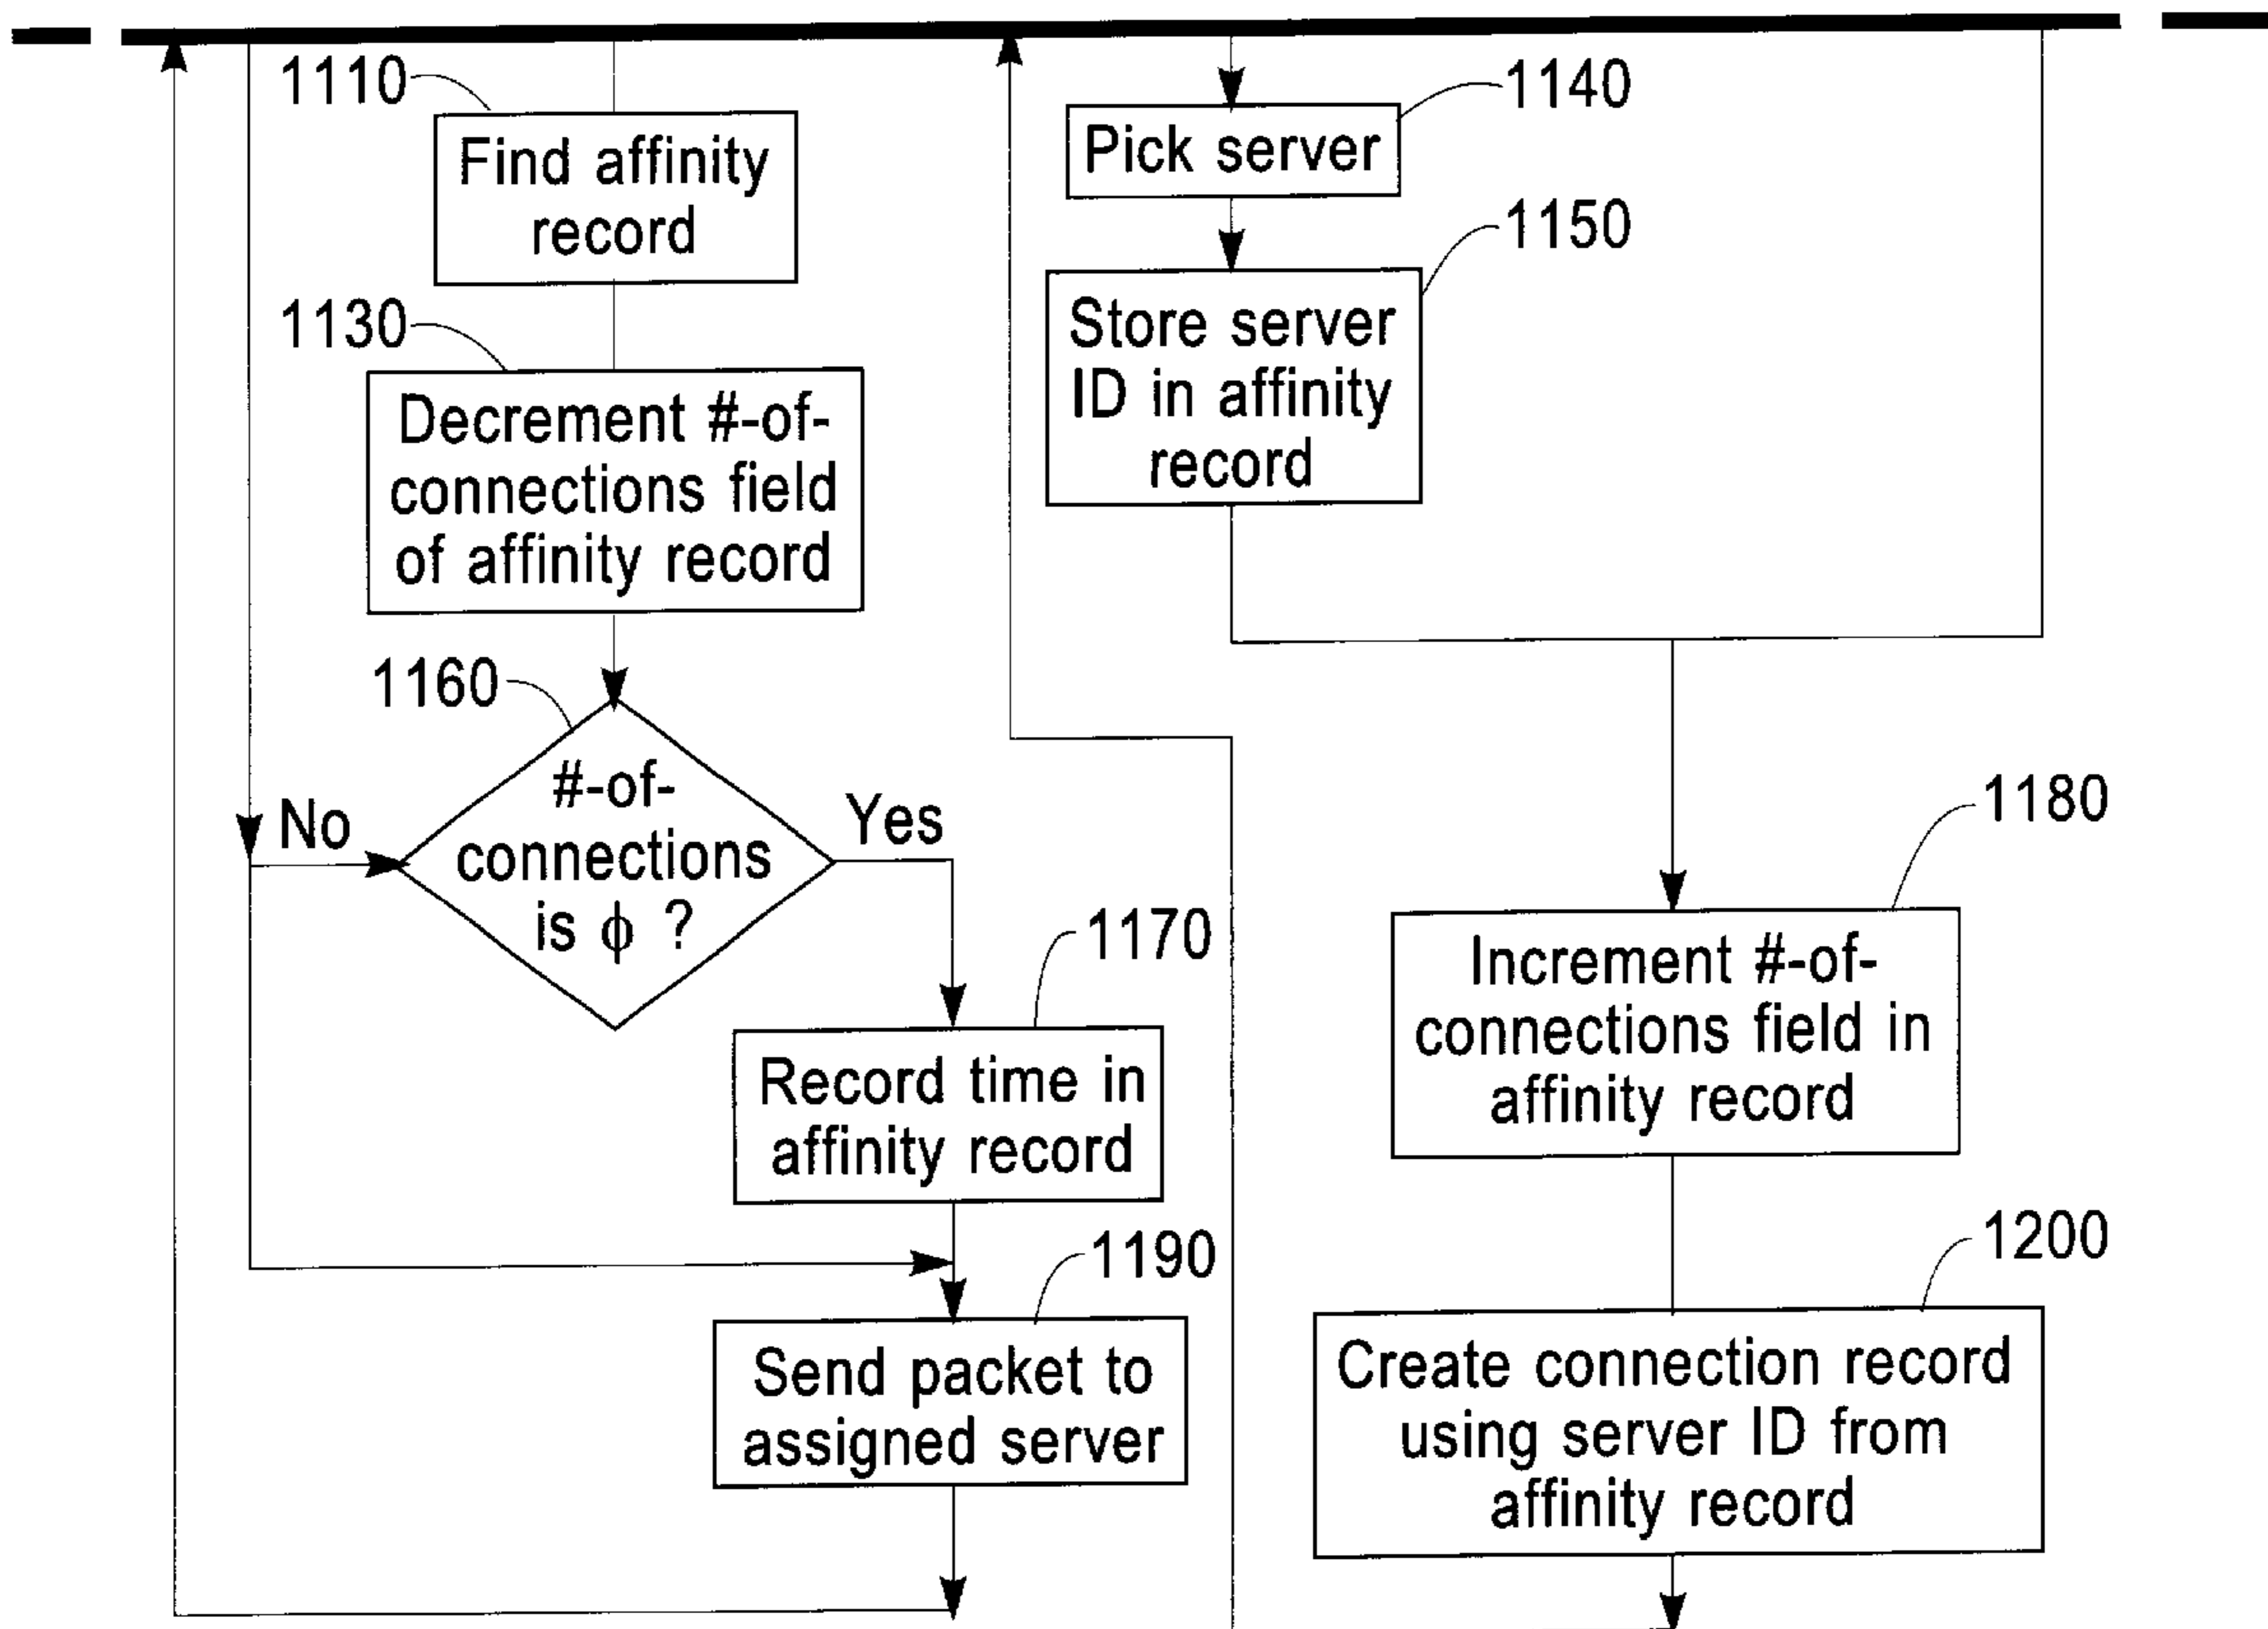 1110
Find affinity
record
1130
Decrement #-of-
connections field
of affinity record
1160
#-of-
connections
is ϕ ?
No
Yes
1170
Record time in
affinity record
1190
Send packet to
assigned server
1140
Pick server
1150
Store server
ID in affinity
record
1180
Increment #-of-
connections field in
affinity record
1200
Create connection record
using server ID from
affinity record